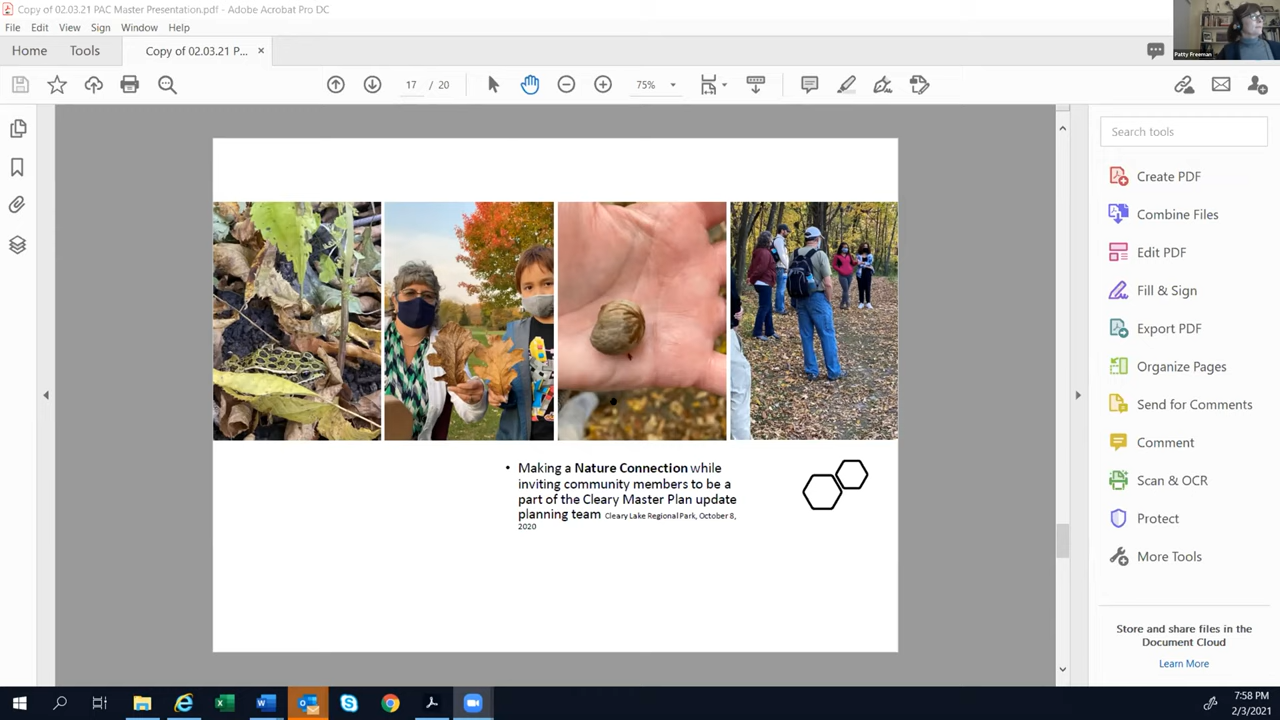 Copy of 02.03.21 PAC Master Presentation.pdf - Adobe Acrobat Pro DC
File Edit View Sign Window Help
Home Tools Copy of 02.03.21 P... ×
17 / 20 75%
Patty Freeman
Search tools
Create PDF
Combine Files
Edit PDF
Fill & Sign
Export PDF
Organize Pages
Send for Comments
Comment
Scan & OCR
Protect
More Tools
Store and share files in the
Document Cloud
Learn More
• Making a Nature Connection while
inviting community members to be a
part of the Cleary Master Plan update
planning team Cleary Lake Regional Park, October 8,
2020
7:58 PM
2/3/2021